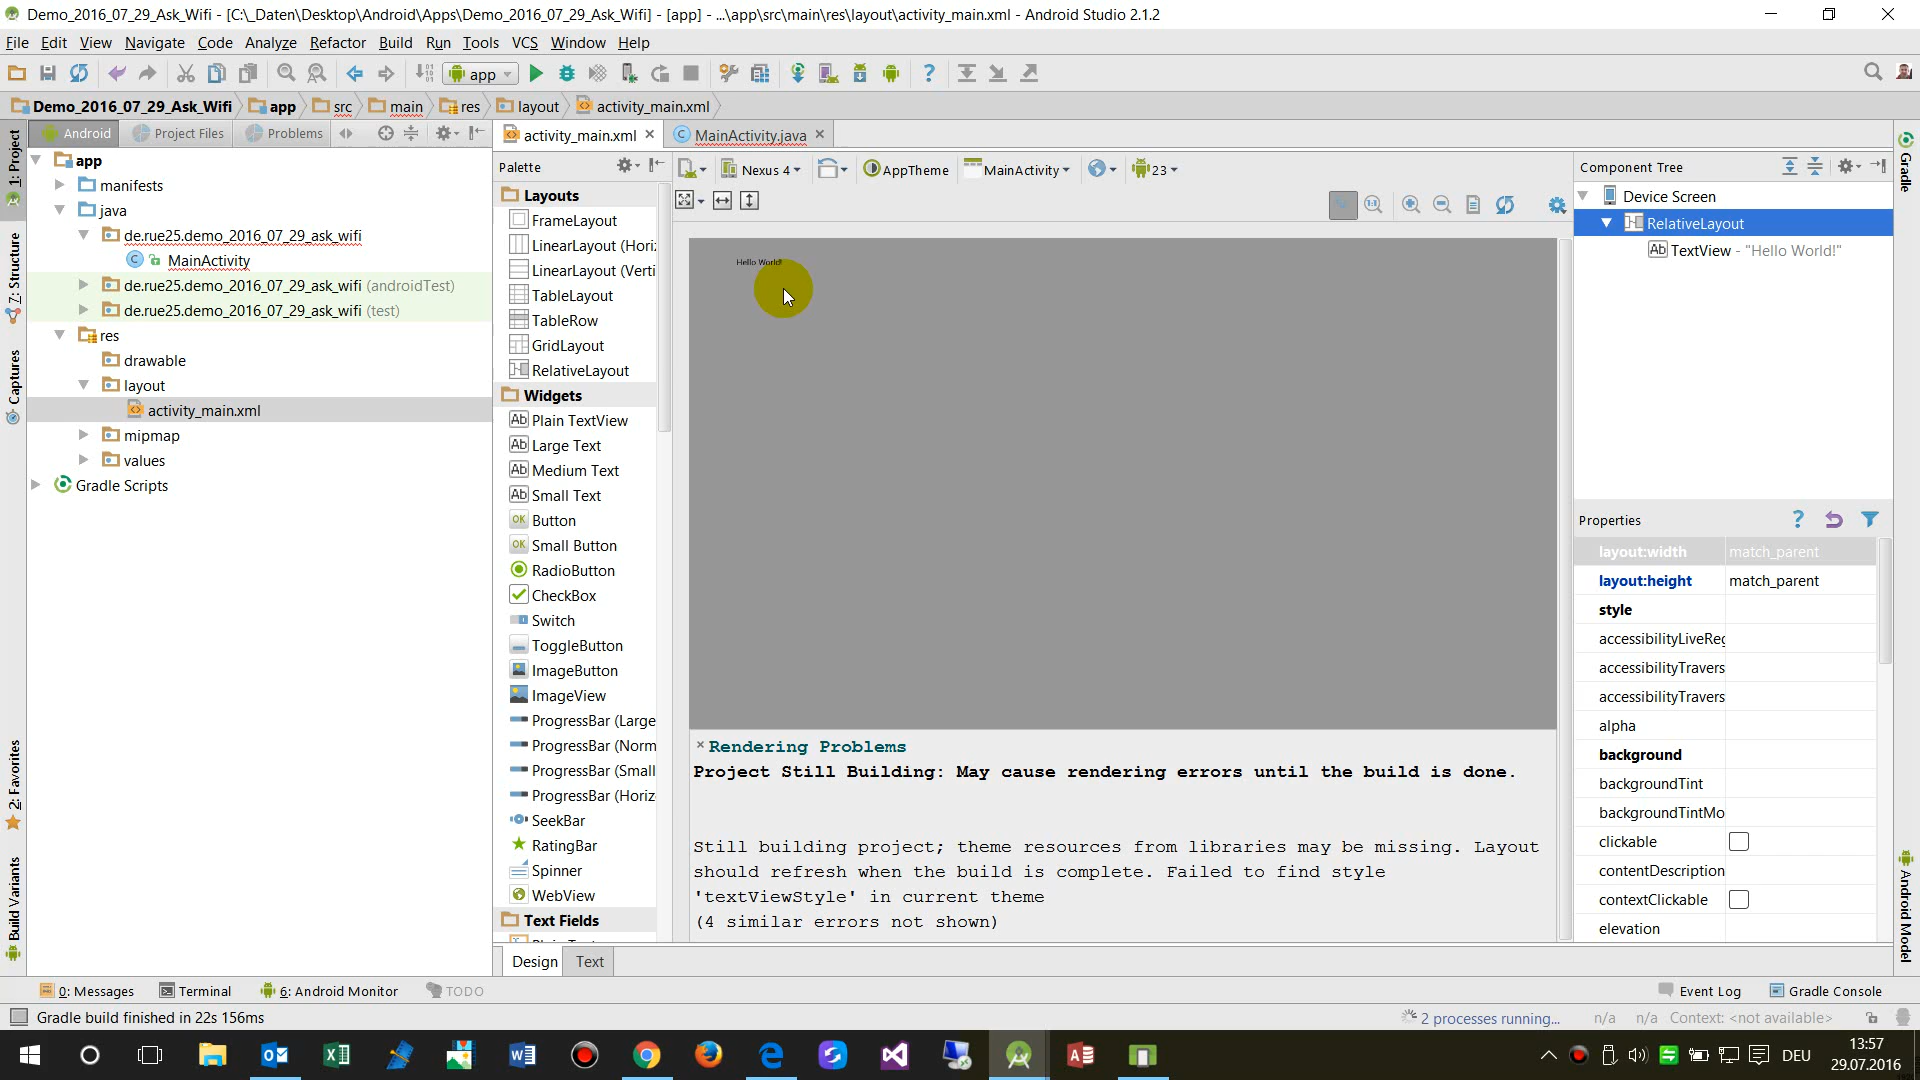 Demo_2016_07_29_Ask_Wifi - [C:\_Daten\Desktop\Android\Apps\Demo_2016_07_29_Ask_Wifi] - [app] - ...\app\src\main\res\layout\activity_main.xml - Android Studio 2.1.2
File Edit View Navigate Code Analyze Refactor Build Run Tools VCS Window Help
app
Demo_2016_07_29_Ask_Wifi app src main res layout activity_main.xml
1: Project
7: Structure
Captures
2: Favorites
Build Variants
Android Project Files Problems
app
manifests
java
de.rue25.demo_2016_07_29_ask_wifi
MainActivity
de.rue25.demo_2016_07_29_ask_wifi (androidTest)
de.rue25.demo_2016_07_29_ask_wifi (test)
res
drawable
layout
activity_main.xml
mipmap
values
Gradle Scripts
activity_main.xml MainActivity.java
Palette
Layouts
FrameLayout
LinearLayout (Hori
LinearLayout (Verti
TableLayout
TableRow
GridLayout
RelativeLayout
Widgets
Plain TextView
Large Text
Medium Text
Small Text
Button
Small Button
RadioButton
CheckBox
Switch
ToggleButton
ImageButton
ImageView
ProgressBar (Large
ProgressBar (Norm
ProgressBar (Small
ProgressBar (Horiz
SeekBar
RatingBar
Spinner
WebView
Text Fields
Nexus 4 AppTheme MainActivity 23
Hello World!
Rendering Problems
Project Still Building: May cause rendering errors until the build is done.
Still building project; theme resources from libraries may be missing. Layout
should refresh when the build is complete. Failed to find style
'textViewStyle' in current theme
(4 similar errors not shown)
Design Text
Component Tree
Device Screen
RelativeLayout
Ab TextView - "Hello World!"
Properties
layout:width match_parent
layout:height match_parent
style
accessibilityLiveReg
accessibilityTravers
accessibilityTravers
alpha
background
backgroundTint
backgroundTintMo
clickable
contentDescription
contextClickable
elevation
Gradle
Android Model
0: Messages Terminal 6: Android Monitor TODO Event Log Gradle Console
Gradle build finished in 22s 156ms 2 processes running... n/a n/a Context: <not available>
DEU 13:57
29.07.2016